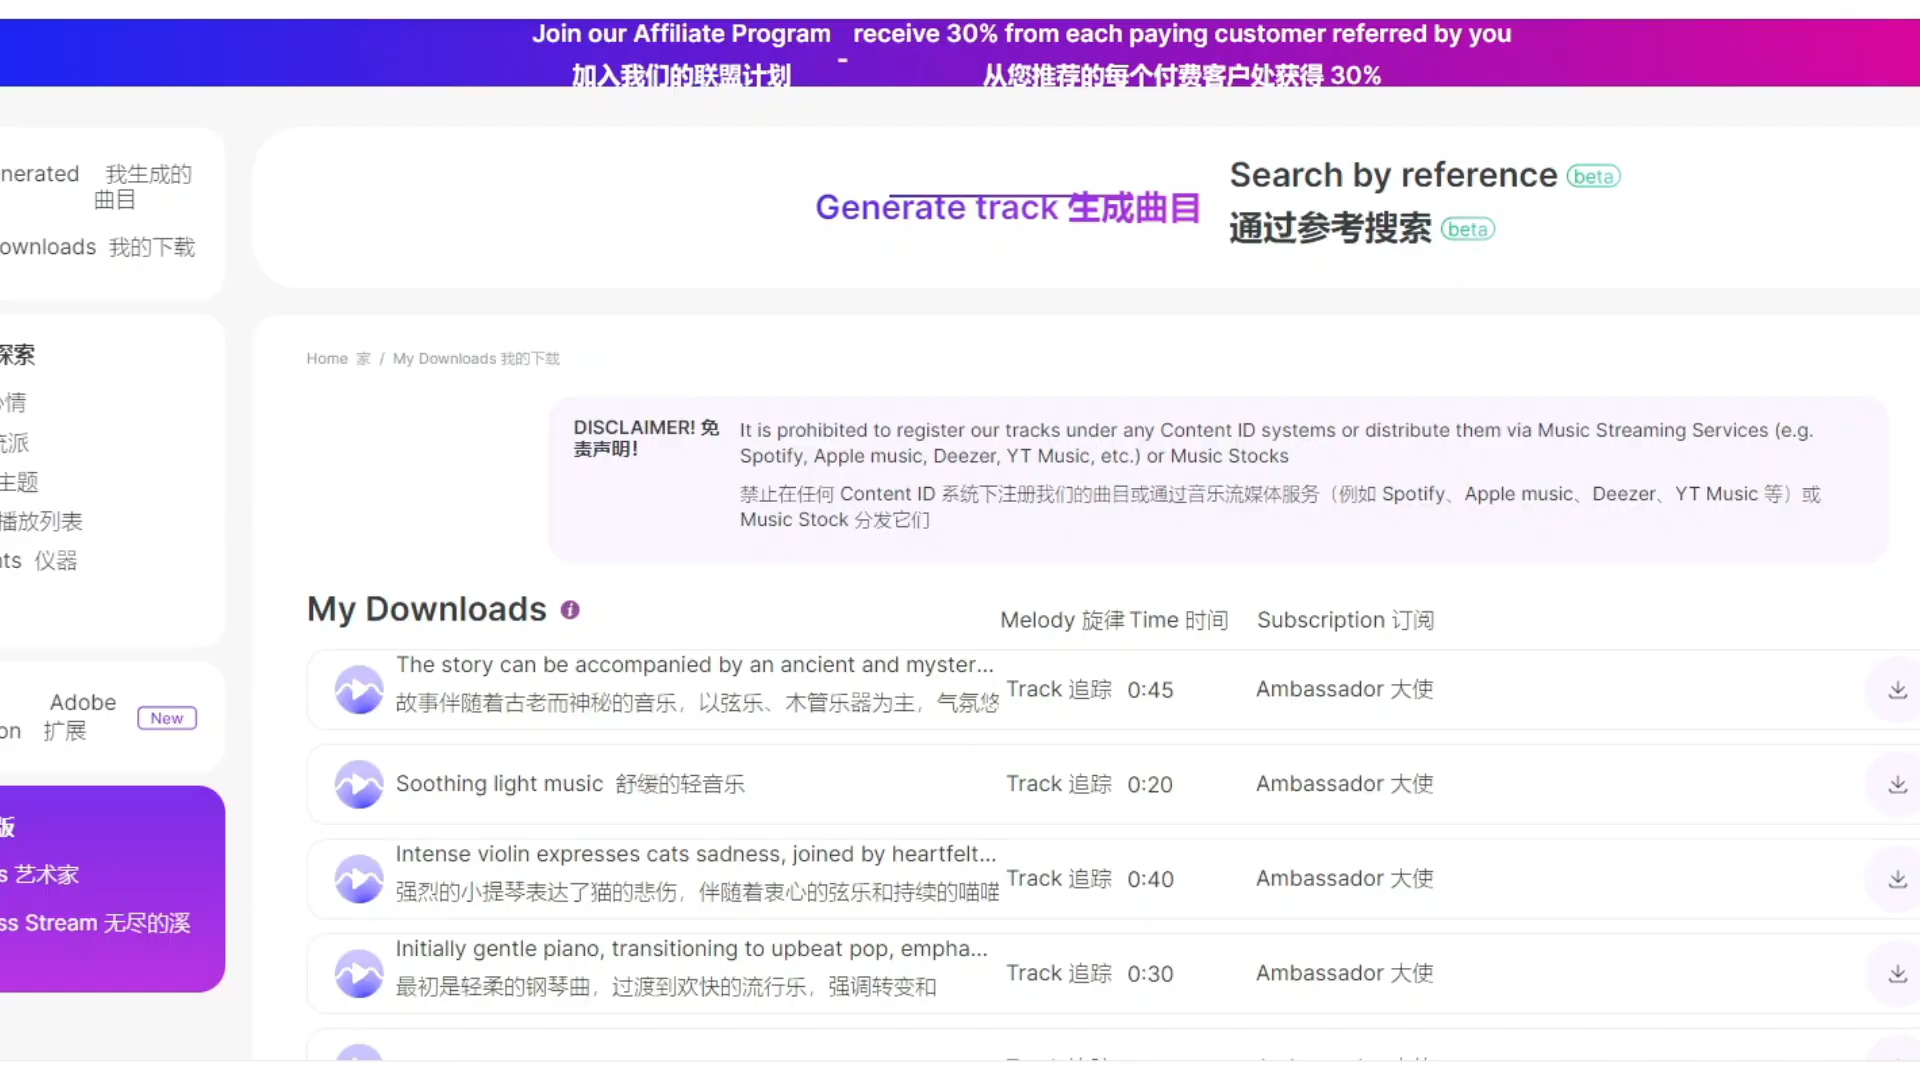 Join our Affiliate Program - receive 30% from each paying customer referred by you
加入我们的联盟计划 从您推荐的每个付费客户处获得 30%
nerated 我生成的
曲目
ownloads 我的下载
Generate track 生成曲目
Search by reference beta
通过参考搜索 beta
探索
情
流派
主题
播放列表
nts 仪器
Adobe
on 扩展
New
版
s 艺术家
ss Stream 无尽的溪
Home 家 / My Downloads 我的下载
DISCLAIMER! 免
责声明!
It is prohibited to register our tracks under any Content ID systems or distribute them via Music Streaming Services (e.g.
Spotify, Apple music, Deezer, YT Music, etc.) or Music Stocks
禁止在任何 Content ID 系统下注册我们的曲目或通过音乐流媒体服务（例如 Spotify、Apple music、Deezer、YT Music 等）或
Music Stock 分发它们
My Downloads
Melody 旋律 Time 时间 Subscription 订阅
The story can be accompanied by an ancient and myster...
故事伴随着古老而神秘的音乐，以弦乐、木管乐器为主，气氛悠
Track 追踪 0:45 Ambassador 大使
Soothing light music 舒缓的轻音乐
Track 追踪 0:20 Ambassador 大使
Intense violin expresses cats sadness, joined by heartfelt...
强烈的小提琴表达了猫的悲伤，伴随着衷心的弦乐和持续的喵喵
Track 追踪 0:40 Ambassador 大使
Initially gentle piano, transitioning to upbeat pop, empha...
最初是轻柔的钢琴曲，过渡到欢快的流行乐，强调转变和
Track 追踪 0:30 Ambassador 大使